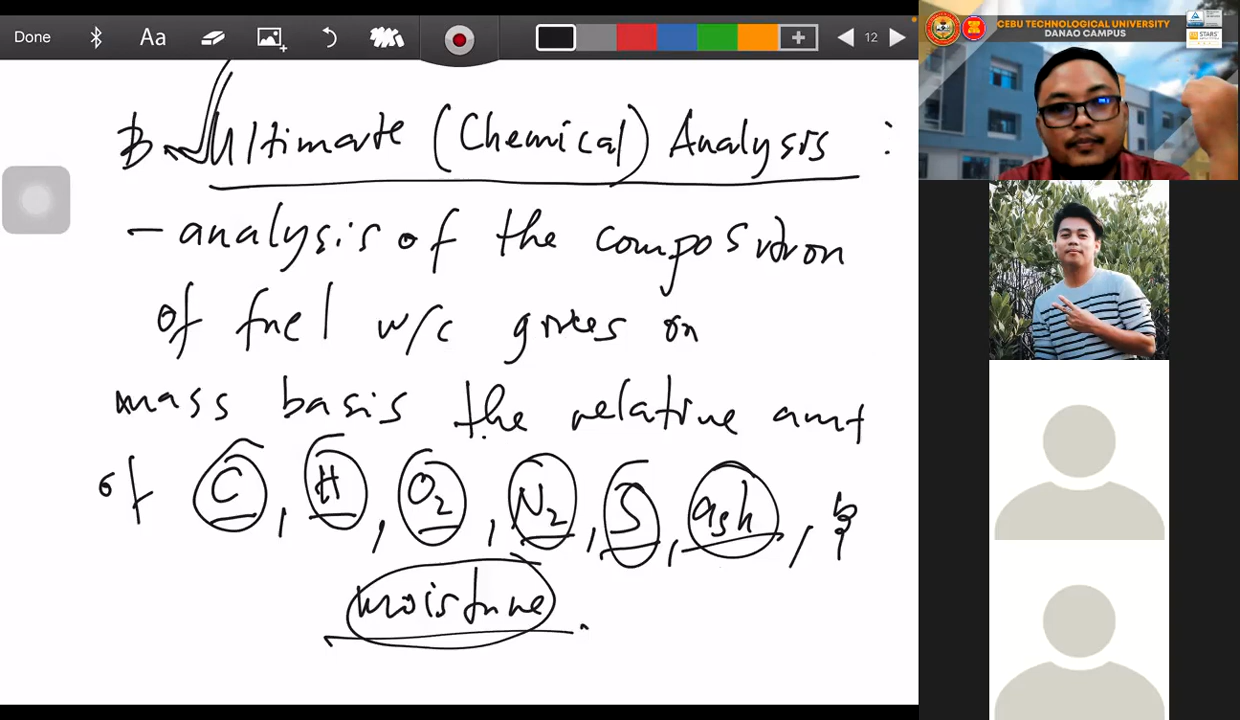 Done
Aa
12
CEBU TECHNOLOGICAL UNIVERSITY
DANAO CAMPUS
STARS
B. Ultimate (Chemical) Analysis :
- analysis of the composition
of fuel w/c gives on
mass basis the relative amt
of C, H, O2, N2, S, ash, &
moisture.